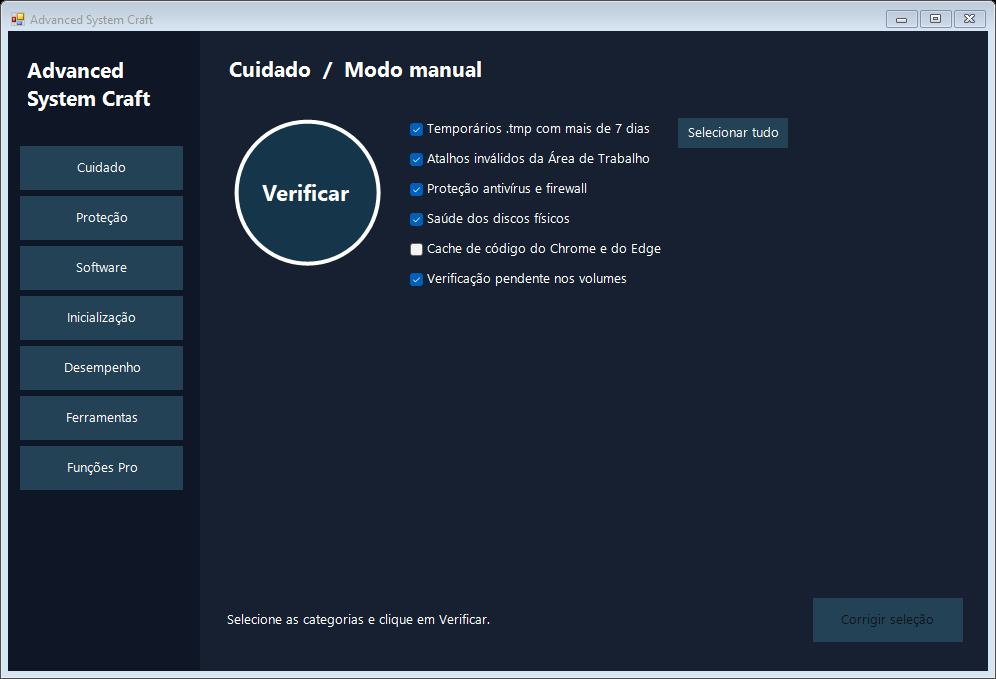 Advanced System Craft
Advanced
System Craft
Cuidado
Proteção
Software
Inicialização
Desempenho
Ferramentas
Funções Pro
Cuidado / Modo manual
Verificar
Temporários .tmp com mais de 7 dias
Atalhos inválidos da Área de Trabalho
Proteção antivírus e firewall
Saúde dos discos físicos
Cache de código do Chrome e do Edge
Verificação pendente nos volumes
Selecionar tudo
Selecione as categorias e clique em Verificar.
Corrigir seleção